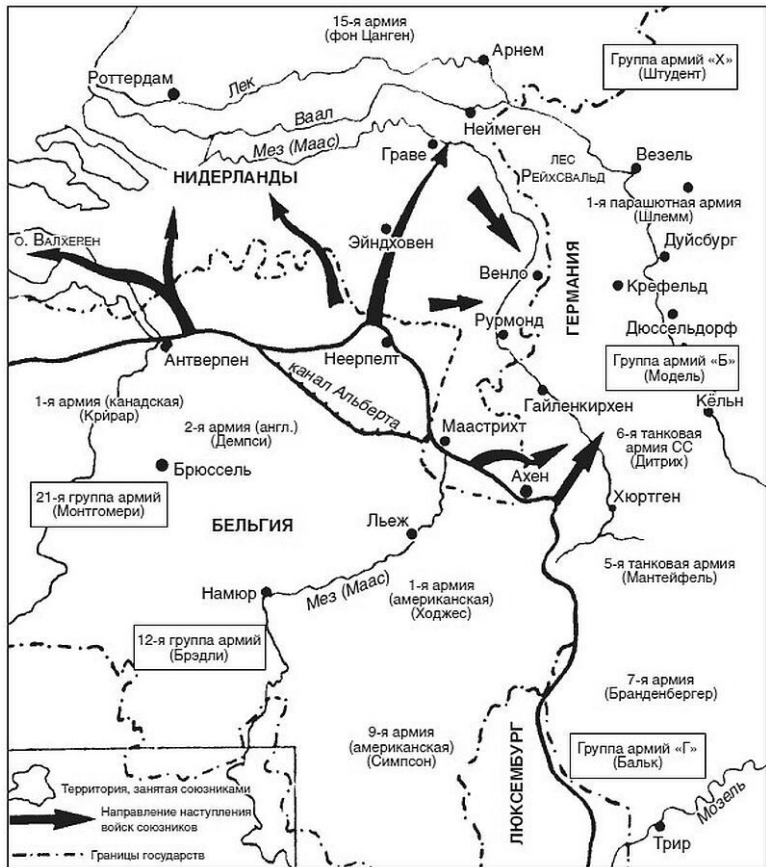 15-я армия
(фон Цанген)
Арнем
Группа армий «Х»
(Штудент)
Роттердам
Лек
Ваал
Неймеген
Мез (Маас)
Граве
ЛЕС
РЕЙХСВАЛЬД
Везель
НИДЕРЛАНДЫ
1-я парашютная армия
(Шлемм)
о. ВАЛХЕРЕН
Эйндховен
Дуйсбург
Венло
ГЕРМАНИЯ
Крефельд
Рурмонд
Дюссельдорф
Антверпен
Неерпелт
Группа армий «Б»
(Модель)
канал Альберта
Гайленкирхен
Кёльн
1-я армия (канадская)
(Крйрар)
2-я армия (англ.)
(Демпси)
Маастрихт
6-я танковая
армия СС
(Дитрих)
Брюссель
Ахен
21-я группа армий
(Монтгомери)
Хюртген
БЕЛЬГИЯ
Льеж
5-я танковая армия
(Мантейфель)
Намюр
Мез (Маас)
1-я армия
(американская)
(Ходжес)
12-я группа армий
(Брэдли)
7-я армия
(Бранденбергер)
9-я армия
(американская)
(Симпсон)
ЛЮКСЕМБУРГ
Группа армий «Г»
(Бальк)
Территория, занятая союзниками
Направление наступления
войск союзников
Границы государств
Мозель
Трир